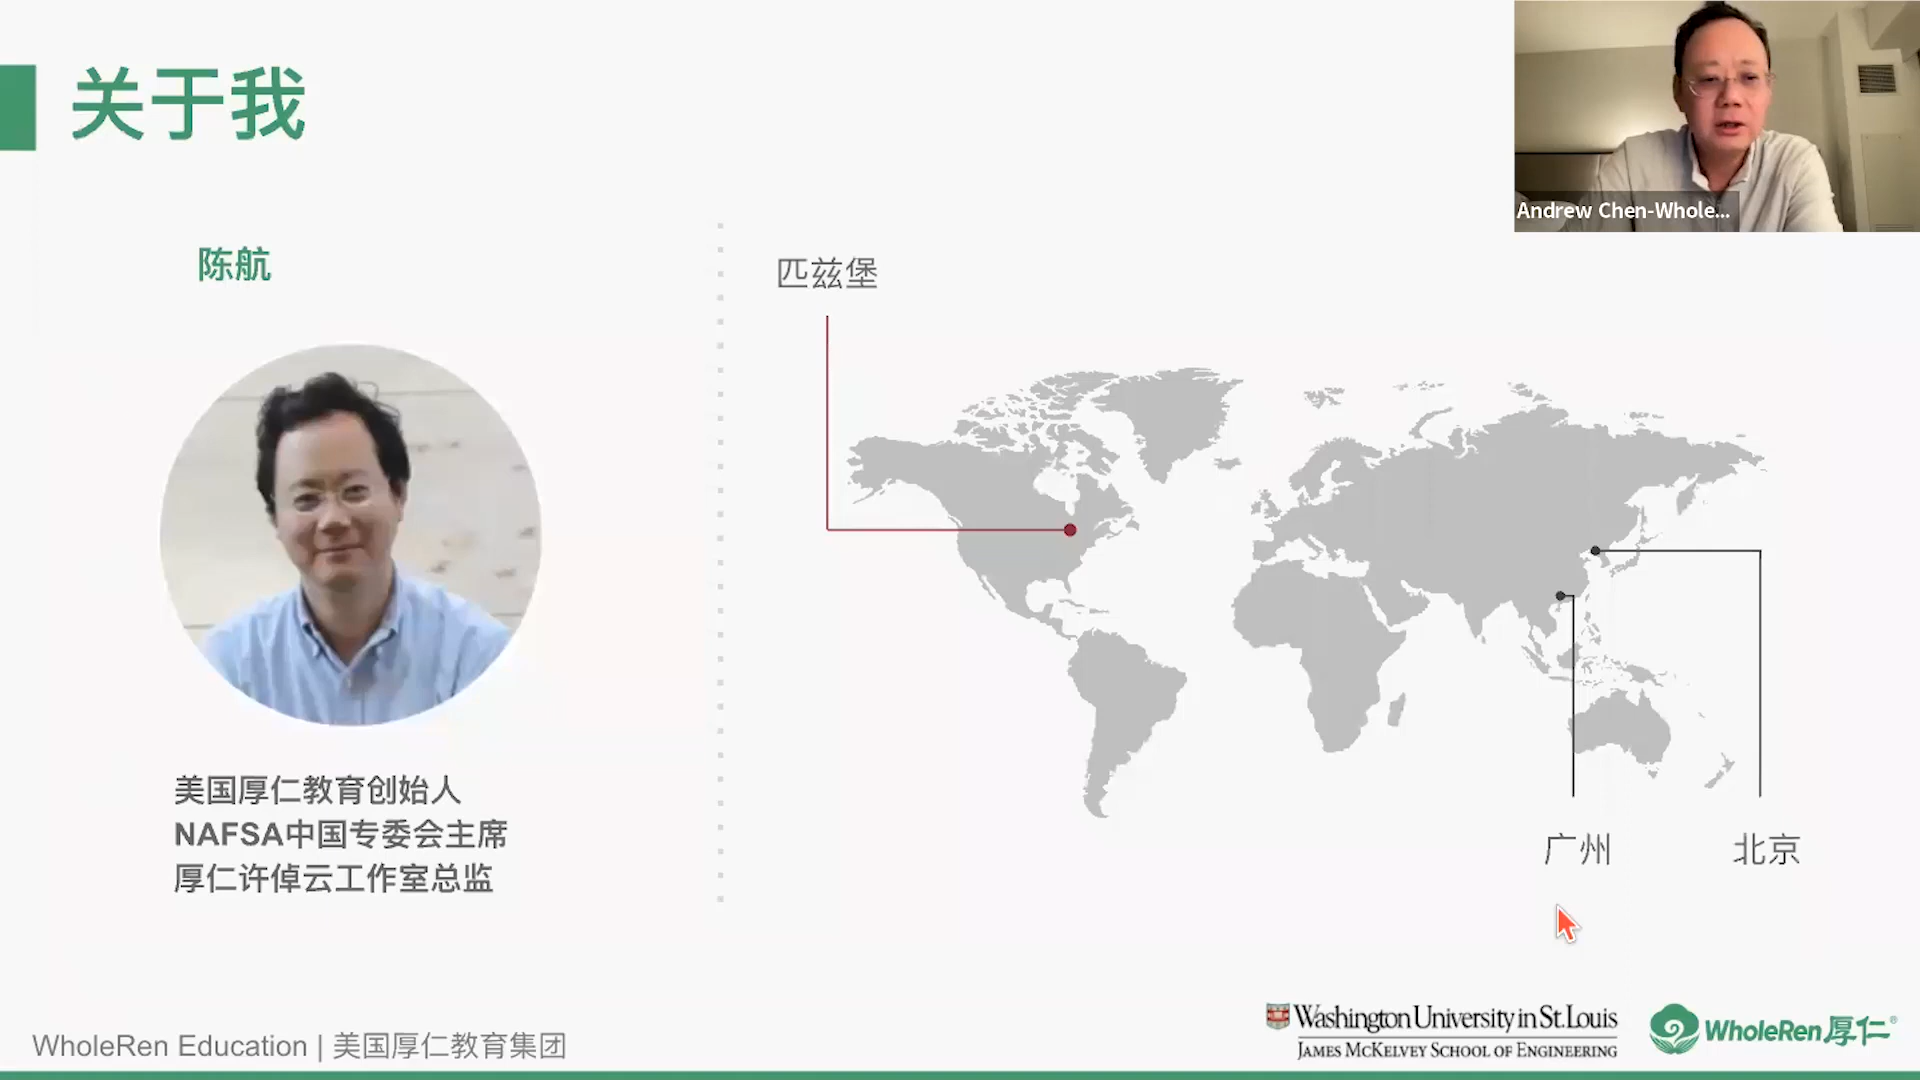 关于我
Andrew Chen-Whole...
陈航
匹兹堡
美国厚仁教育创始人
NAFSA中国专委会主席
厚仁许倬云工作室总监
广州
北京
WholeRen Education | 美国厚仁教育集团
Washington University in St. Louis
JAMES MCKELVEY SCHOOL OF ENGINEERING
WholeRen厚仁®